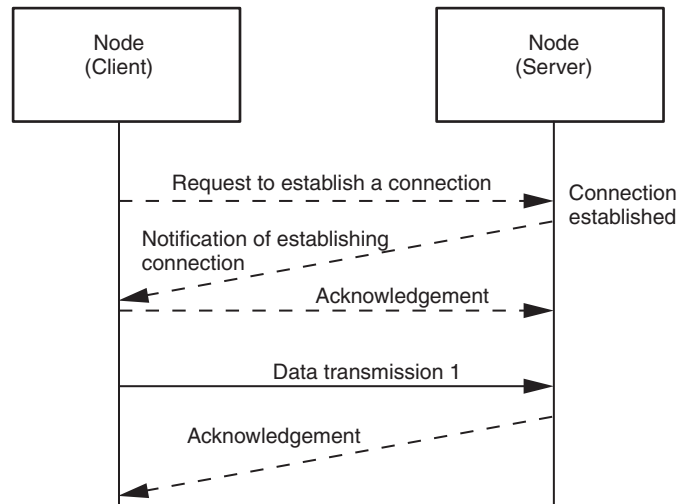 Node
(Client)
Node
(Server)
Request to establish a connection
Connection
established
Notification of establishing
connection
Acknowledgement
Data transmission 1
Acknowledgement